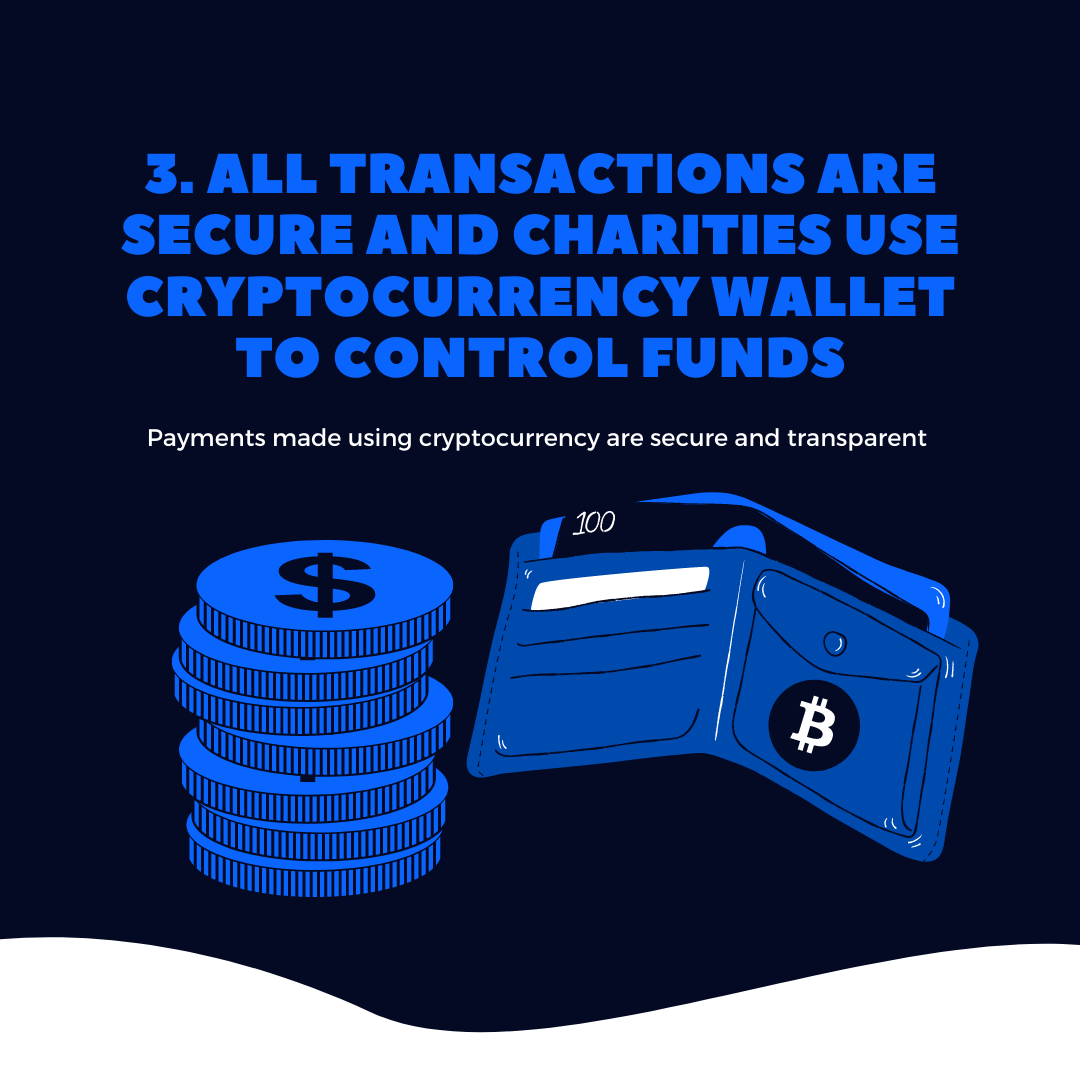 3. ALL TRANSACTIONS ARE
SECURE AND CHARITIES USE
CRYPTOCURRENCY WALLET
TO CONTROL FUNDS
Payments made using cryptocurrency are secure and transparent
100
$
₿